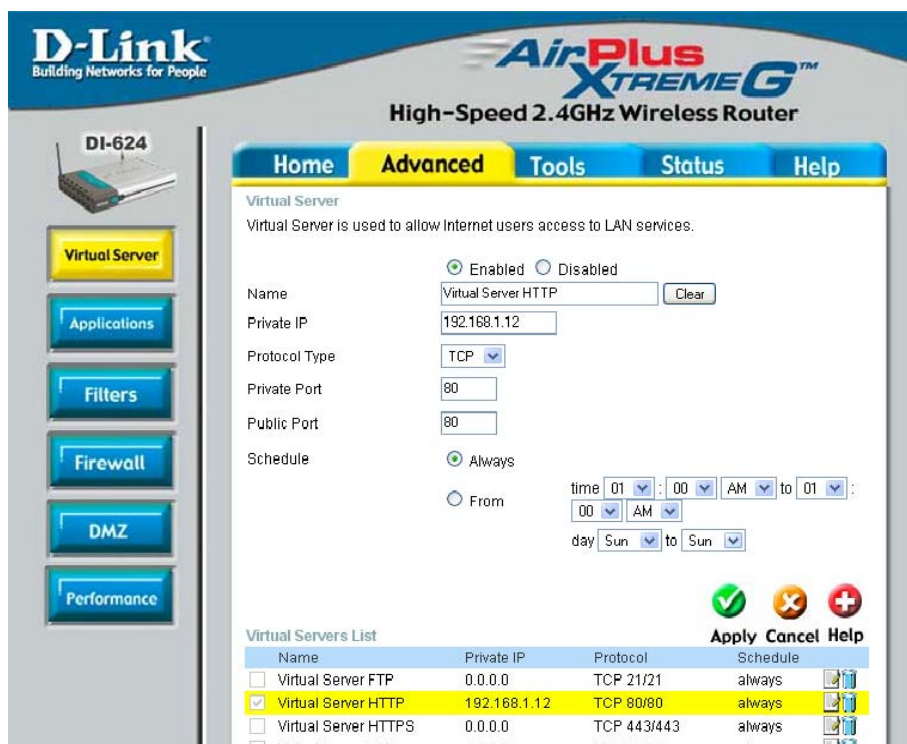 D-Link
Building Networks for People
AirPlus
XTREME G™
High-Speed 2.4GHz Wireless Router
DI-624
Home Advanced Tools Status Help
Virtual Server
Applications
Filters
Firewall
DMZ
Performance
Virtual Server
Virtual Server is used to allow Internet users access to LAN services.
Enabled Disabled
Name Virtual Server HTTP Clear
Private IP 192.168.1.12
Protocol Type TCP
Private Port 80
Public Port 80
Schedule Always
From time 01 : 00 AM to 01 :
00 AM
day Sun to Sun
Apply Cancel Help
Virtual Servers List
Name Private IP Protocol Schedule
Virtual Server FTP 0.0.0.0 TCP 21/21 always
Virtual Server HTTP 192.168.1.12 TCP 80/80 always
Virtual Server HTTPS 0.0.0.0 TCP 443/443 always